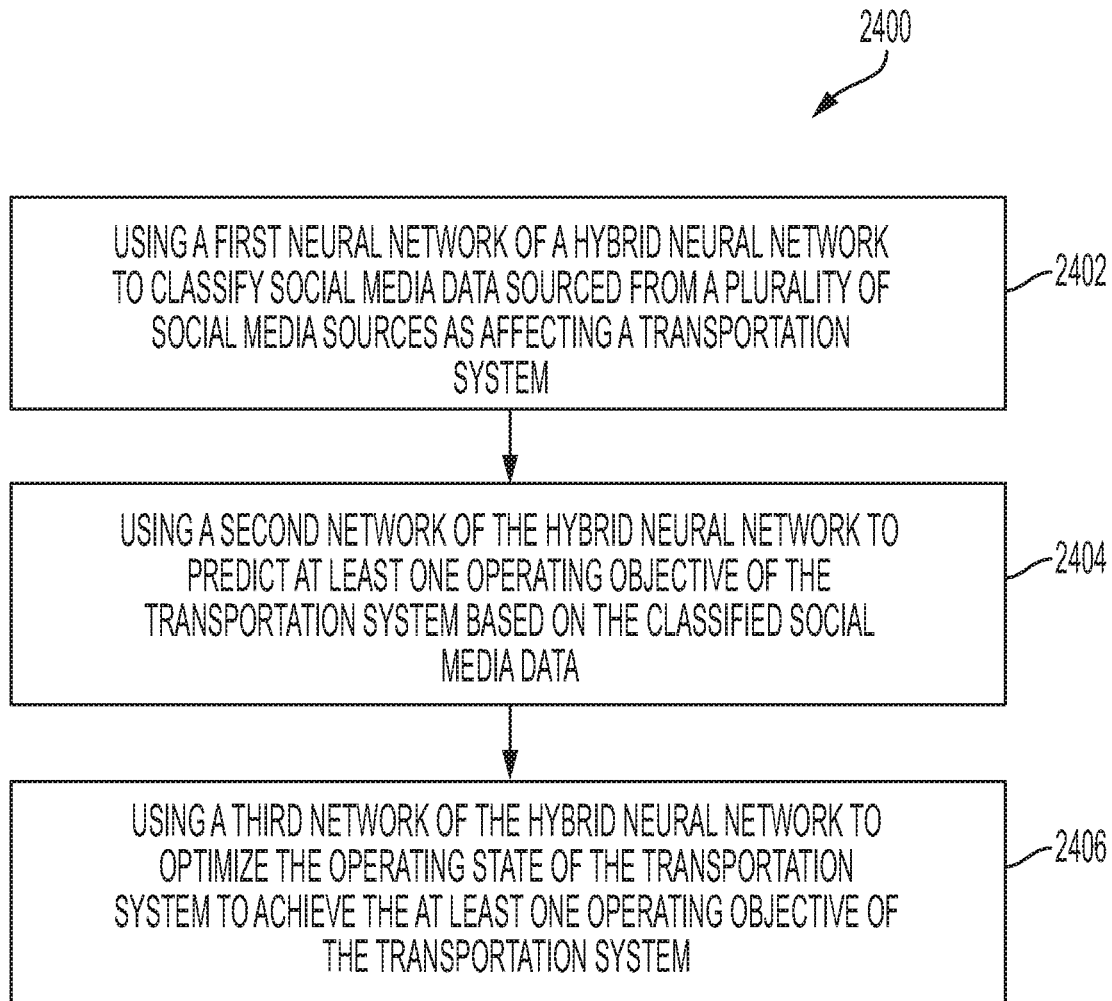 2400
USING A FIRST NEURAL NETWORK OF A HYBRID NEURAL NETWORK
TO CLASSIFY SOCIAL MEDIA DATA SOURCED FROM A PLURALITY OF
SOCIAL MEDIA SOURCES AS AFFECTING A TRANSPORTATION
SYSTEM
2402
USING A SECOND NETWORK OF THE HYBRID NEURAL NETWORK TO
PREDICT AT LEAST ONE OPERATING OBJECTIVE OF THE
TRANSPORTATION SYSTEM BASED ON THE CLASSIFIED SOCIAL
MEDIA DATA
2404
USING A THIRD NETWORK OF THE HYBRID NEURAL NETWORK TO
OPTIMIZE THE OPERATING STATE OF THE TRANSPORTATION
SYSTEM TO ACHIEVE THE AT LEAST ONE OPERATING OBJECTIVE OF
THE TRANSPORTATION SYSTEM
2406